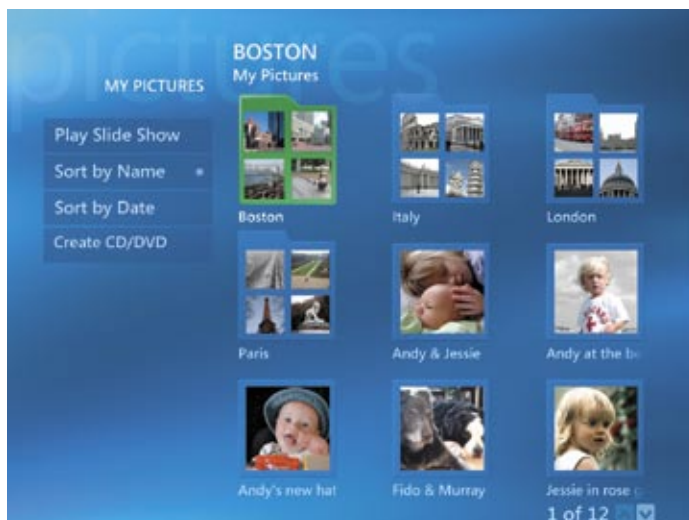 pictures
BOSTON
My Pictures
MY PICTURES
Play Slide Show
Sort by Name
Sort by Date
Create CD/DVD
Boston
Italy
London
Paris
Andy & Jessie
Andy at the be
Andy's new hat
Fido & Murray
Jessie in rose g
1 of 12